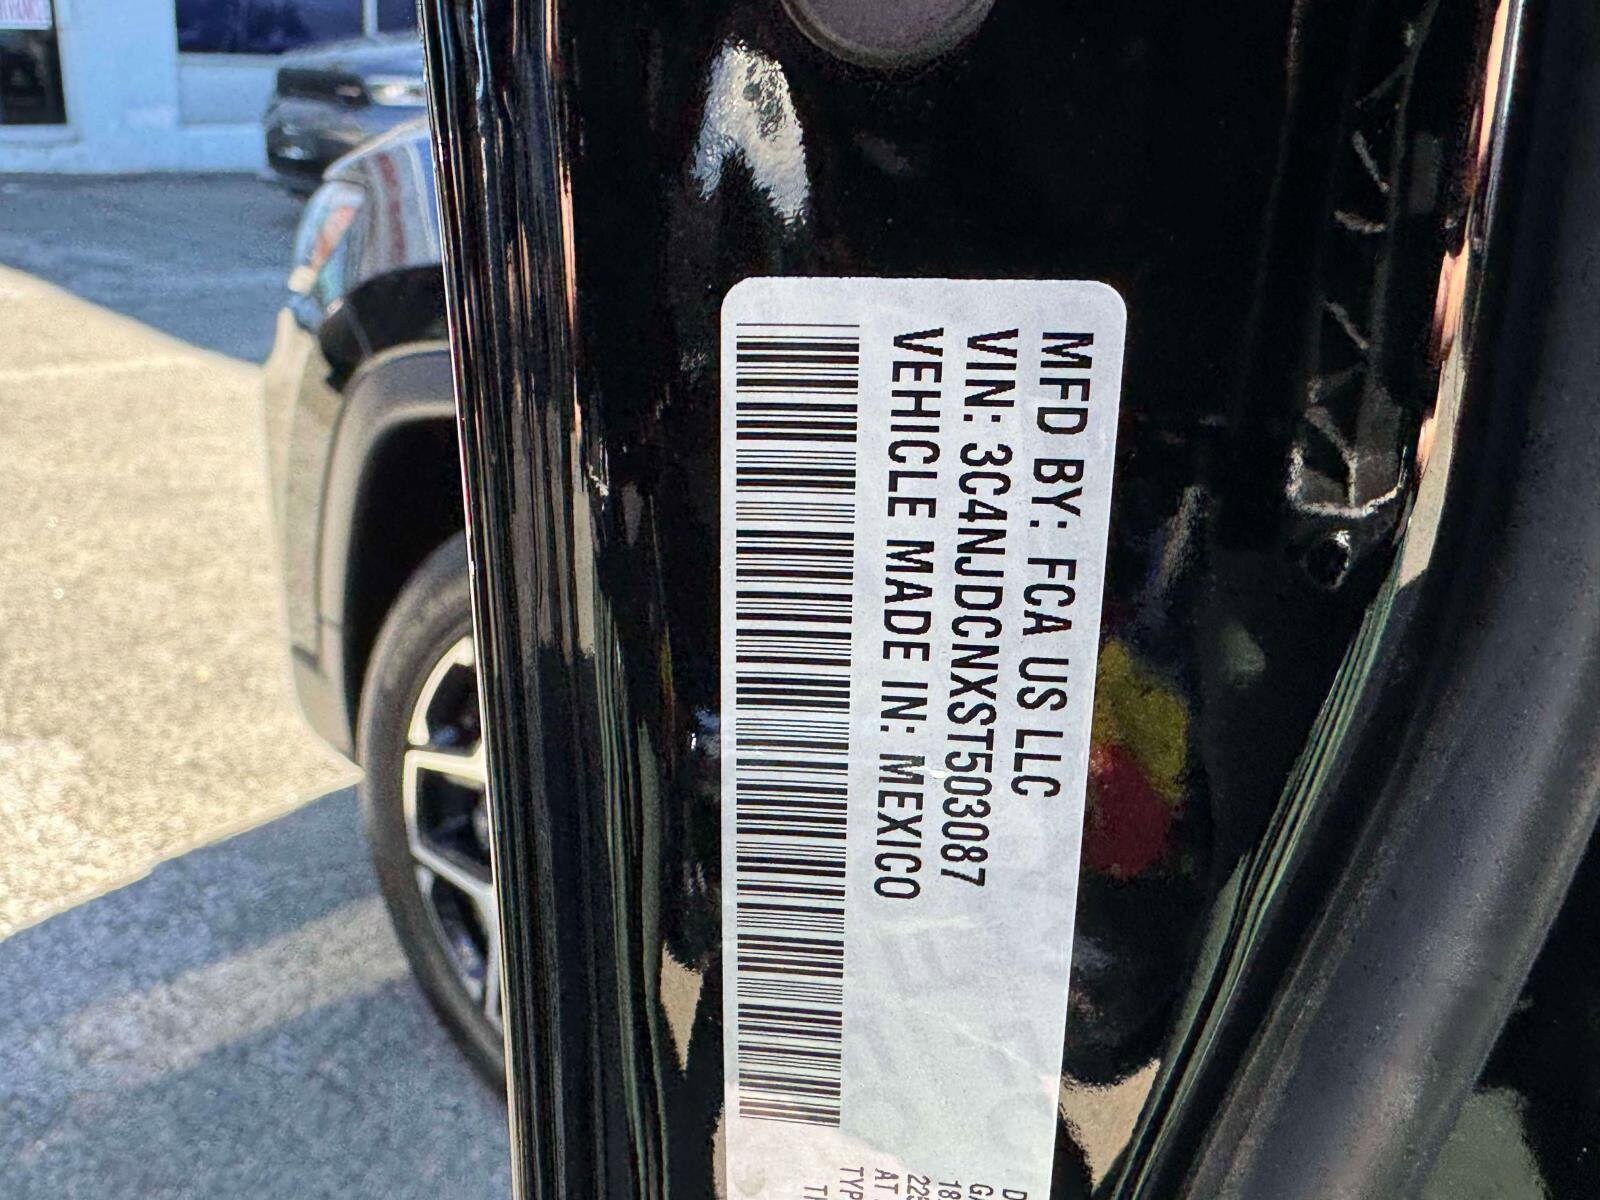 MFD BY: FCA US LLC
VIN: 3C4NJDCNXST503087
VEHICLE MADE IN: MEXICO